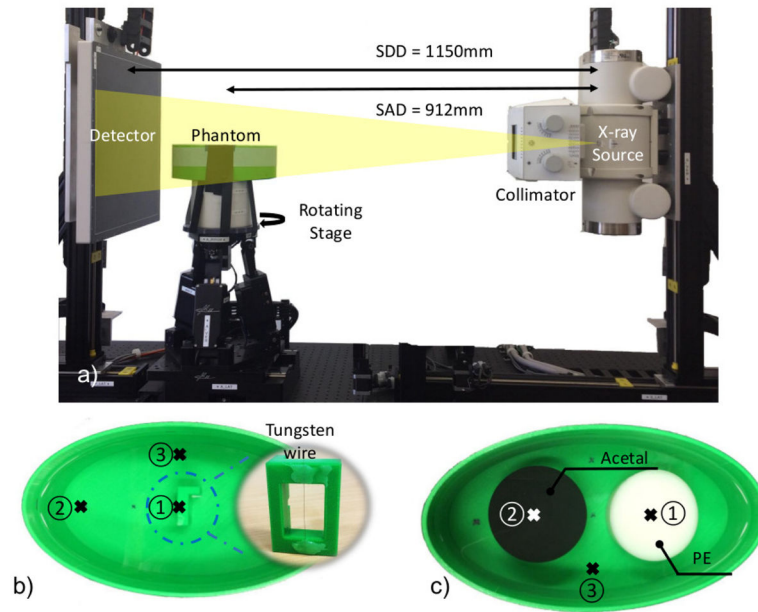 SDD = 1150mm
SAD = 912mm
Detector
Phantom
X-ray
Source
Collimator
Rotating
Stage
a)
Tungsten
wire
③
②
①
b)
Acetal
②
①
③
PE
c)